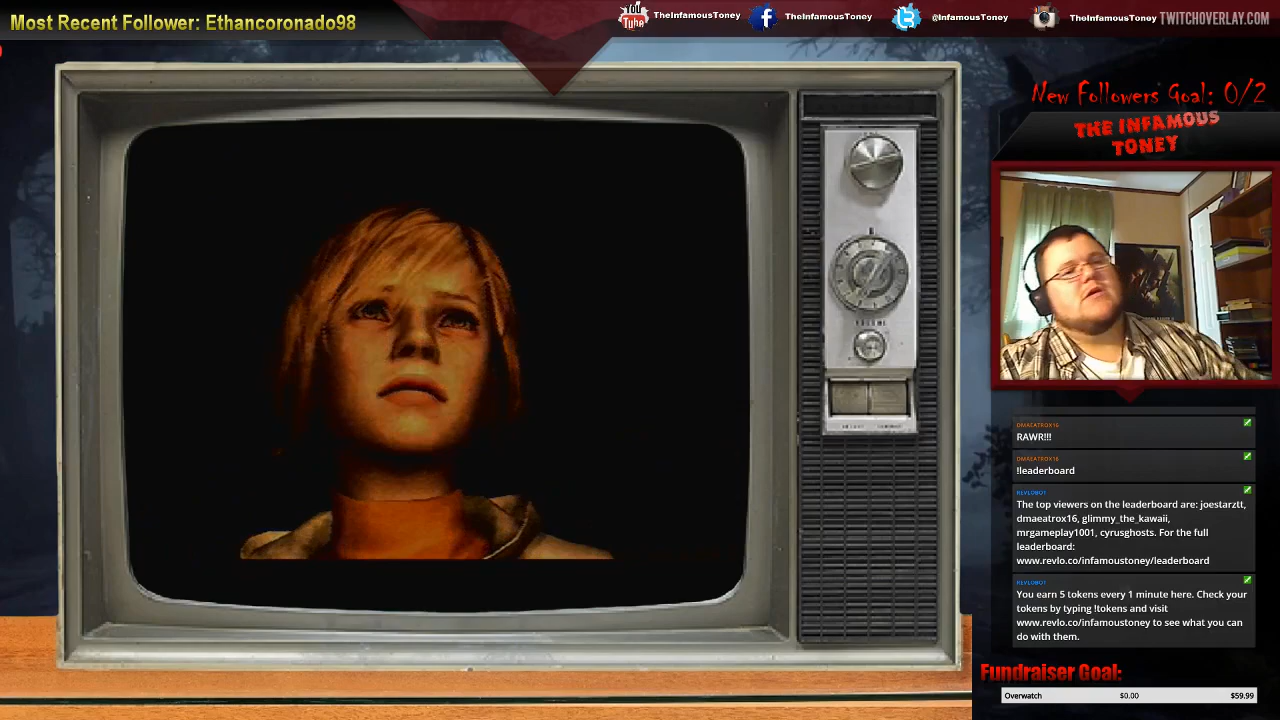 Most Recent Follower: Ethancoronado98
You Tube TheInfamousToney
TheInfamousToney
@InfamousToney
TheInfamousToney
TWITCHOVERLAY.COM
New Followers Goal: 0/2
THE INFAMOUS
TONEY
VOLUME
DMAEATROX16
RAWR!!!
DMAEATROX16
!leaderboard
REVLOBOT
The top viewers on the leaderboard are: joestarztt,
dmaeatrox16, glimmy_the_kawaii,
mrgameplay1001, cyrusghosts. For the full
leaderboard:
www.revlo.co/infamoustoney/leaderboard
REVLOBOT
You earn 5 tokens every 1 minute here. Check your
tokens by typing !tokens and visit
www.revlo.co/infamoustoney to see what you can
do with them.
Fundraiser Goal:
Overwatch $0.00 $59.99